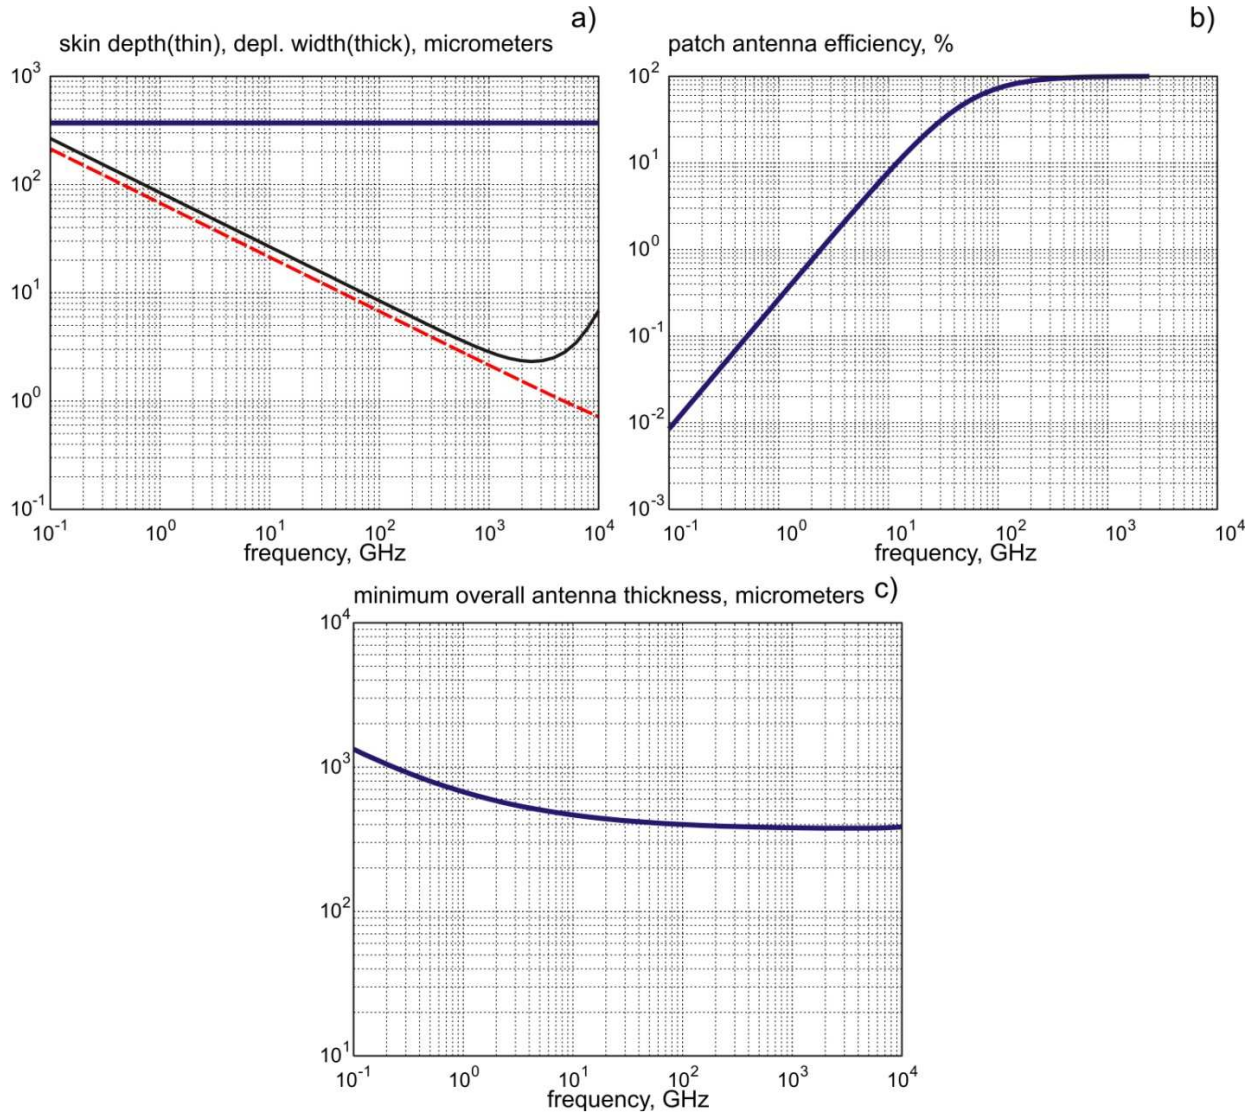 a)
skin depth(thin), depl. width(thick), micrometers
10^3
10^2
10^1
10^0
10^-1
10^-1 10^0 10^1 10^2 10^3 10^4
frequency, GHz
b)
patch antenna efficiency, %
10^2
10^1
10^0
10^-1
10^-2
10^-3
10^-1 10^0 10^1 10^2 10^3 10^4
frequency, GHz
minimum overall antenna thickness, micrometers c)
10^4
10^3
10^2
10^1
10^-1 10^0 10^1 10^2 10^3 10^4
frequency, GHz